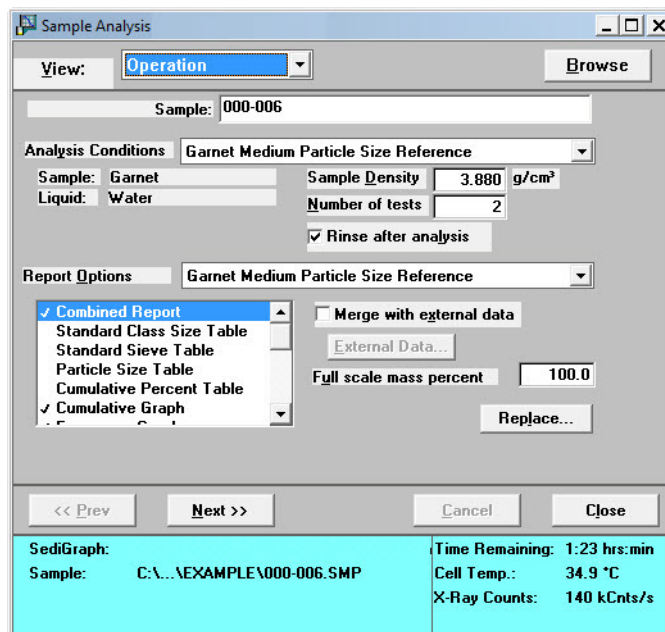 Sample Analysis
View: Operation Browse
Sample: 000-006
Analysis Conditions Garnet Medium Particle Size Reference
Sample: Garnet Sample Density 3.880 g/cm³
Liquid: Water Number of tests 2
✓ Rinse after analysis
Report Options Garnet Medium Particle Size Reference
✓ Combined Report
Standard Class Size Table
Standard Sieve Table
Particle Size Table
Cumulative Percent Table
✓ Cumulative Graph
Merge with external data
External Data...
Full scale mass percent 100.0
Replace...
<< Prev Next >> Cancel Close
SediGraph: Time Remaining: 1:23 hrs:min
Sample: C:\...\EXAMPLE\000-006.SMP Cell Temp.: 34.9 °C
X-Ray Counts: 140 kCnts/s